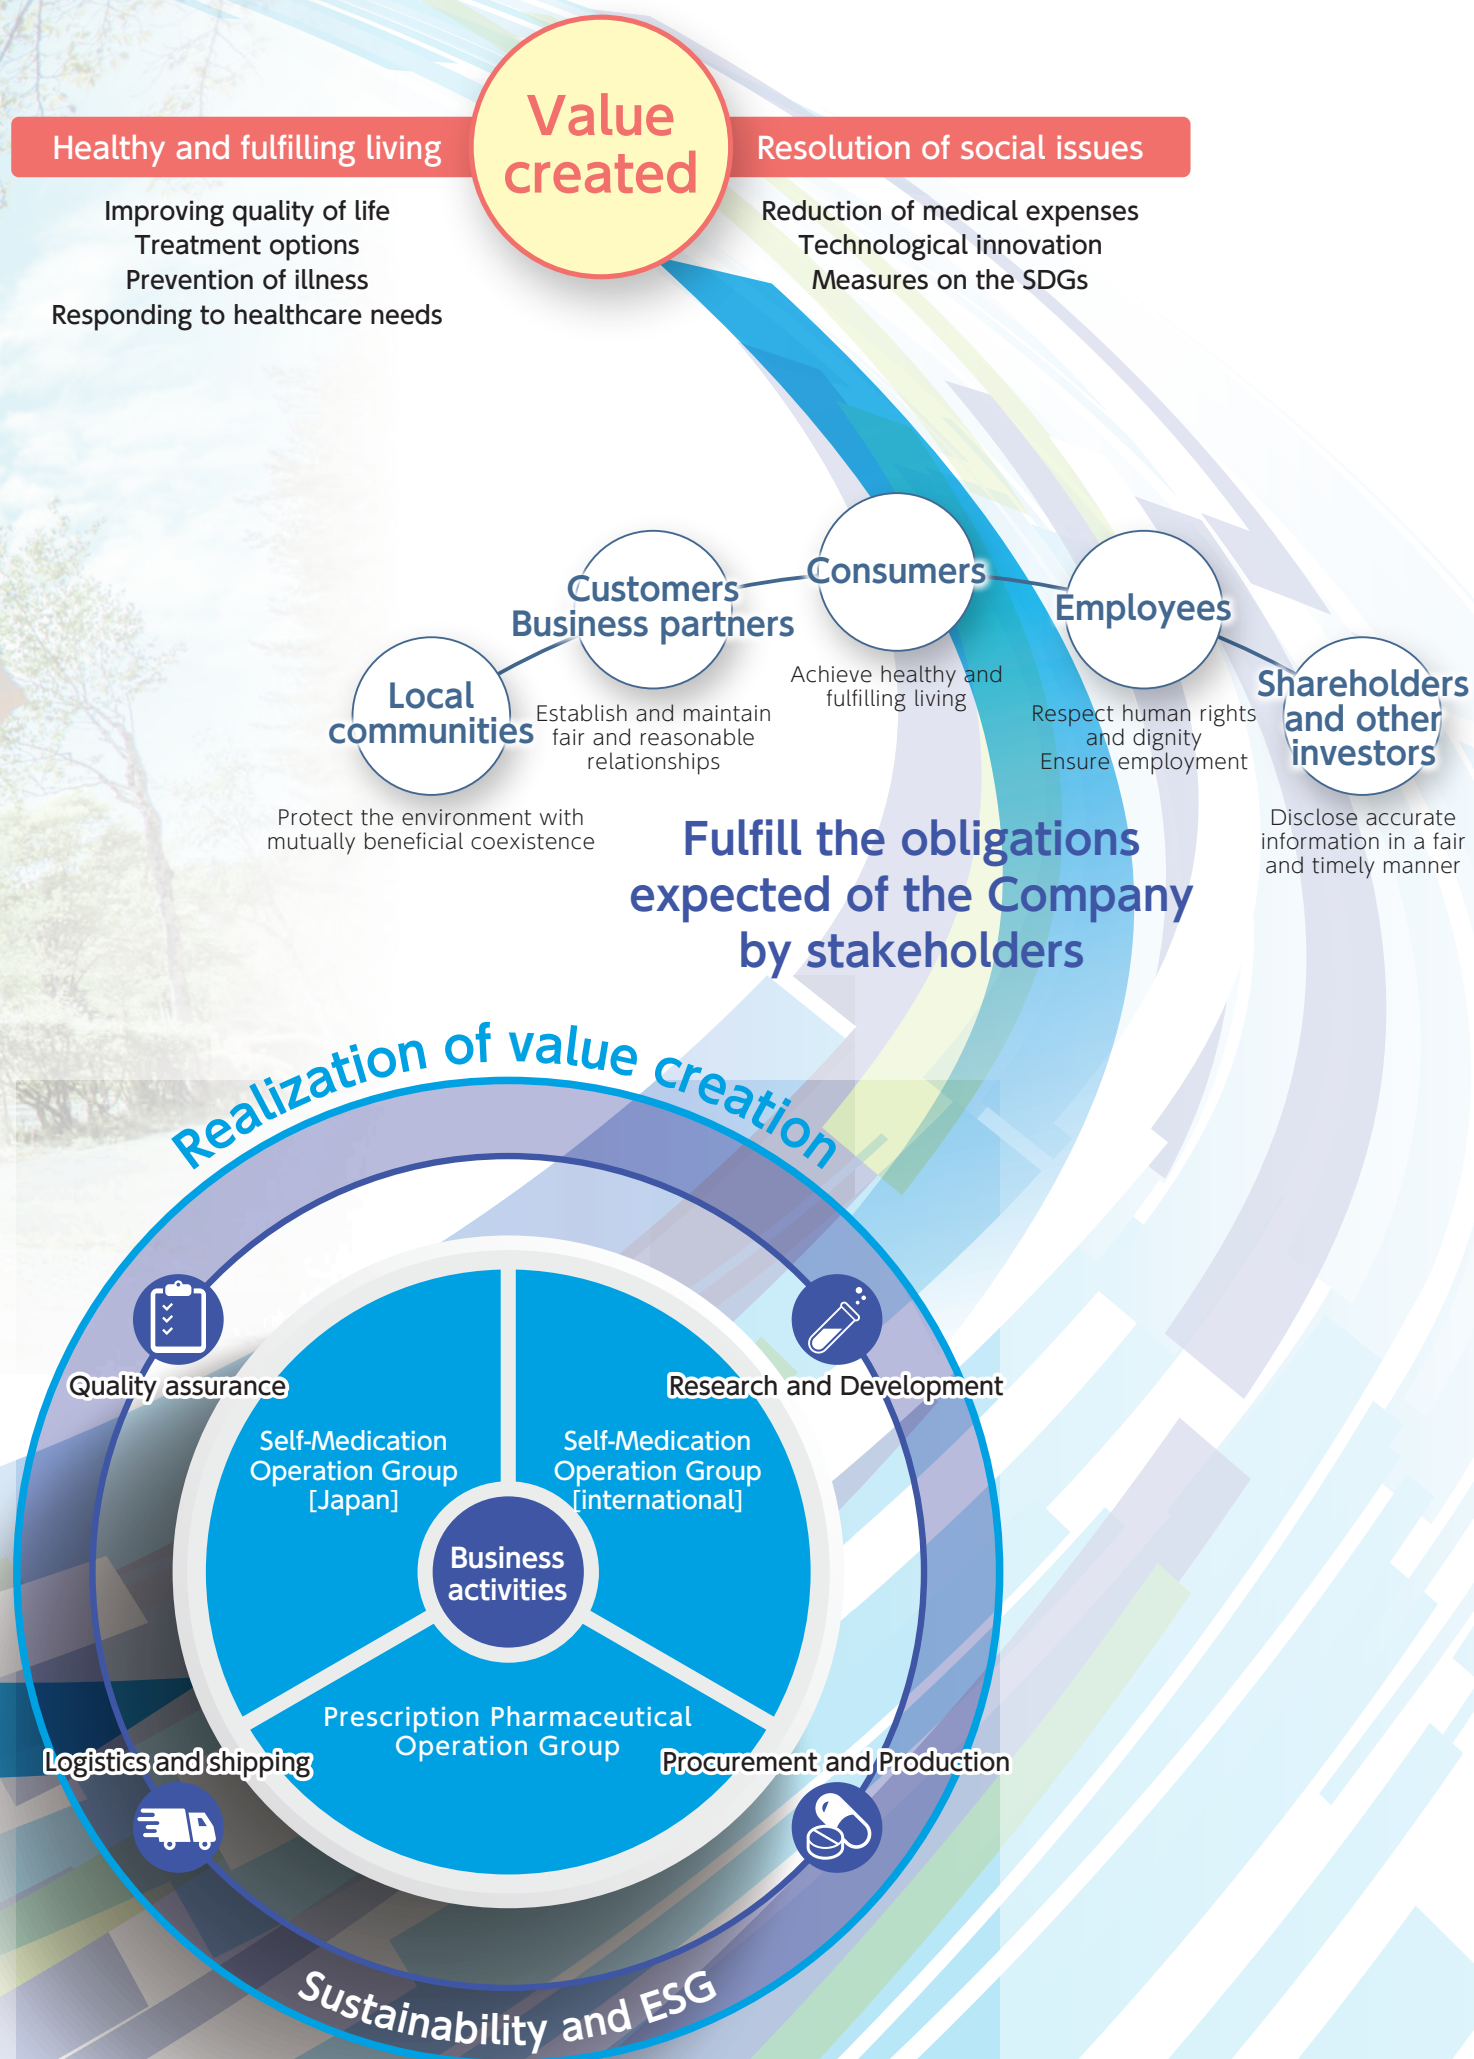 Value
created
Healthy and fulfilling living
Improving quality of life
Treatment options
Prevention of illness
Responding to healthcare needs
Resolution of social issues
Reduction of medical expenses
Technological innovation
Measures on the SDGs
Local
communities
Protect the environment with
mutually beneficial coexistence
Customers
Business partners
Establish and maintain
fair and reasonable
relationships
Consumers
Achieve healthy and
fulfilling living
Employees
Respect human rights
and dignity
Ensure employment
Shareholders
and other
investors
Disclose accurate
information in a fair
and timely manner
Fulfill the obligations
expected of the Company
by stakeholders
Realization of value creation
Quality assurance
Research and Development
Self-Medication
Operation Group
[Japan]
Self-Medication
Operation Group
[international]
Business
activities
Prescription Pharmaceutical
Operation Group
Logistics and shipping
Procurement and Production
Sustainability and ESG